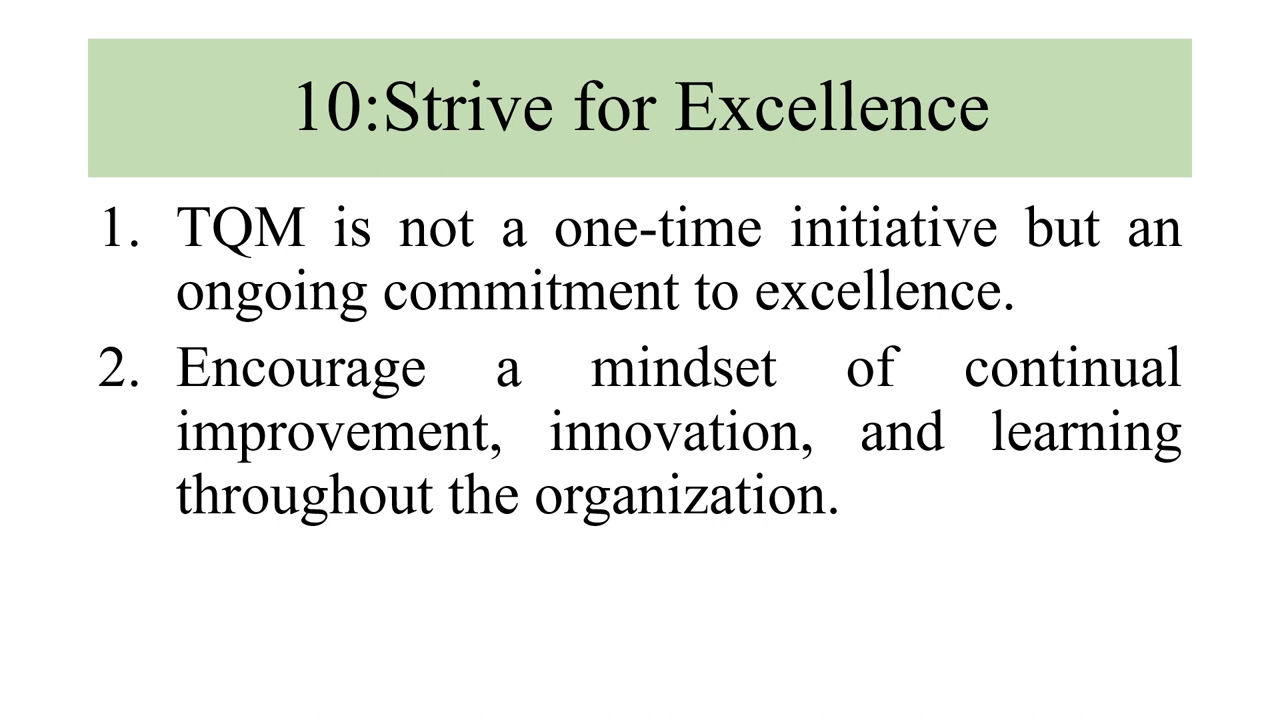 10:Strive for Excellence
1. TQM is not a one-time initiative but an
ongoing commitment to excellence.
2. Encourage a mindset of continual
improvement, innovation, and learning
throughout the organization.